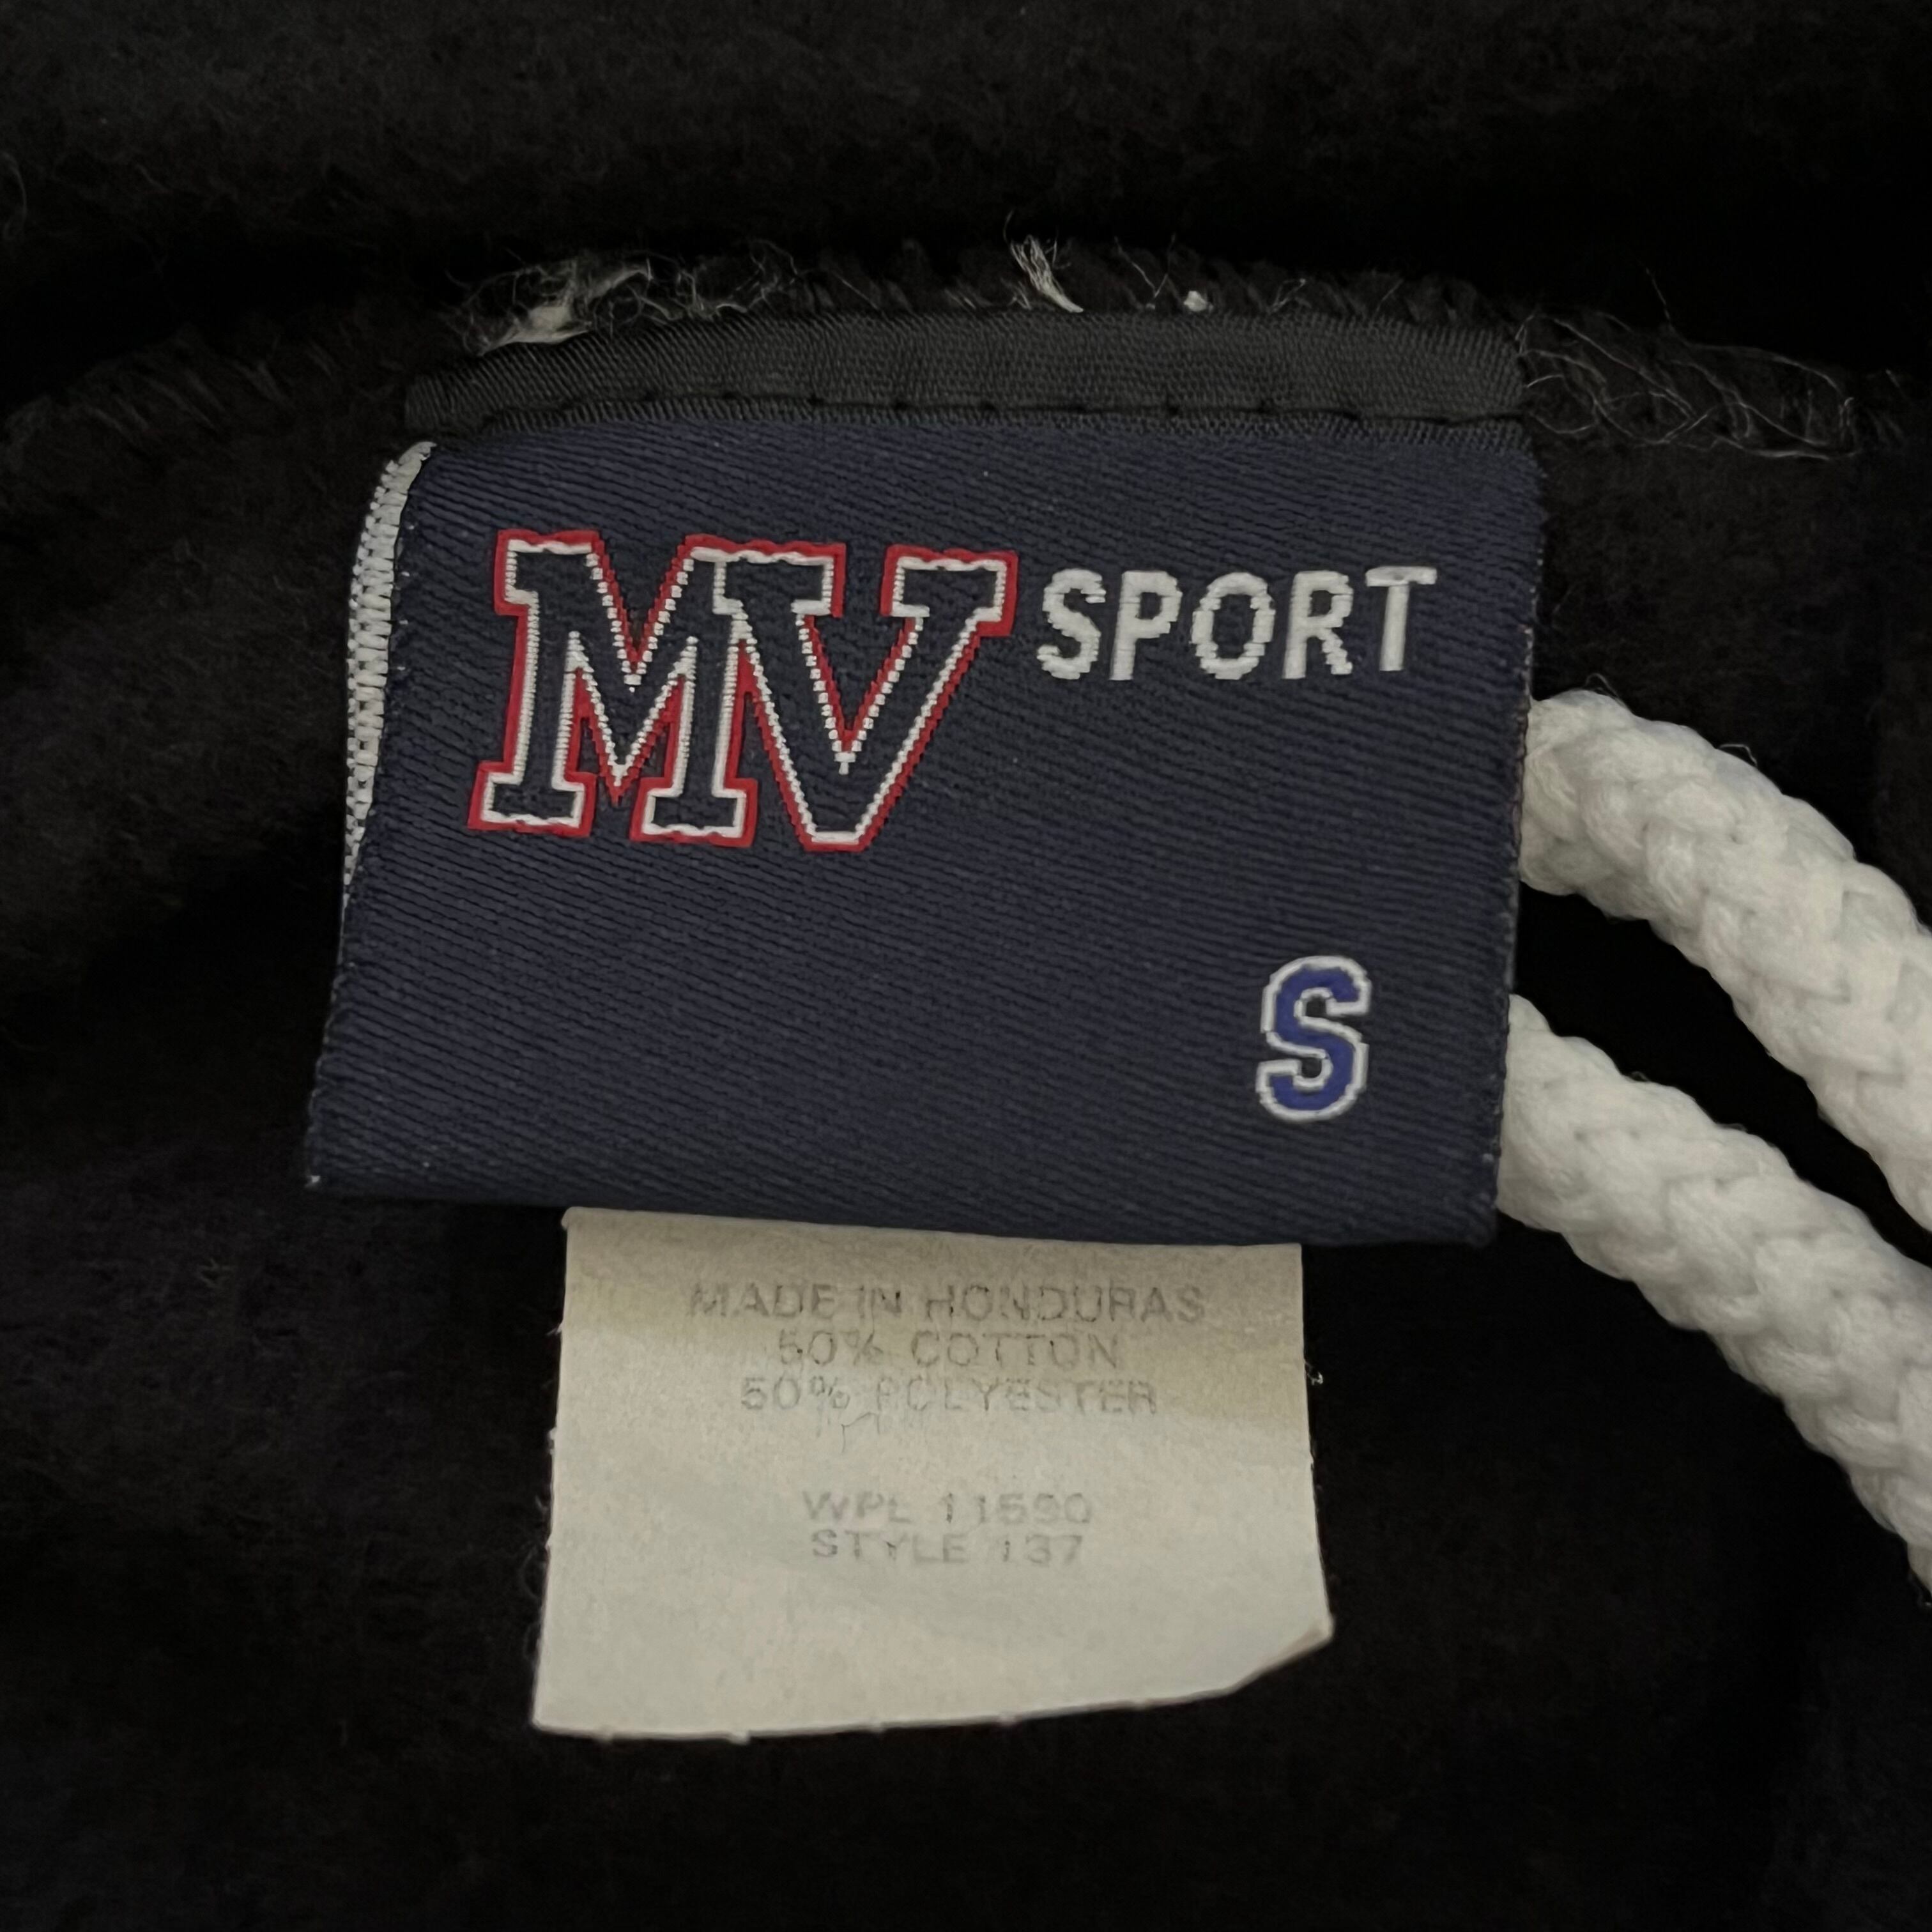 MV SPORT
S
MADE IN HONDURAS
50% COTTON
50% POLYESTER
WPL 11590
STYLE 137